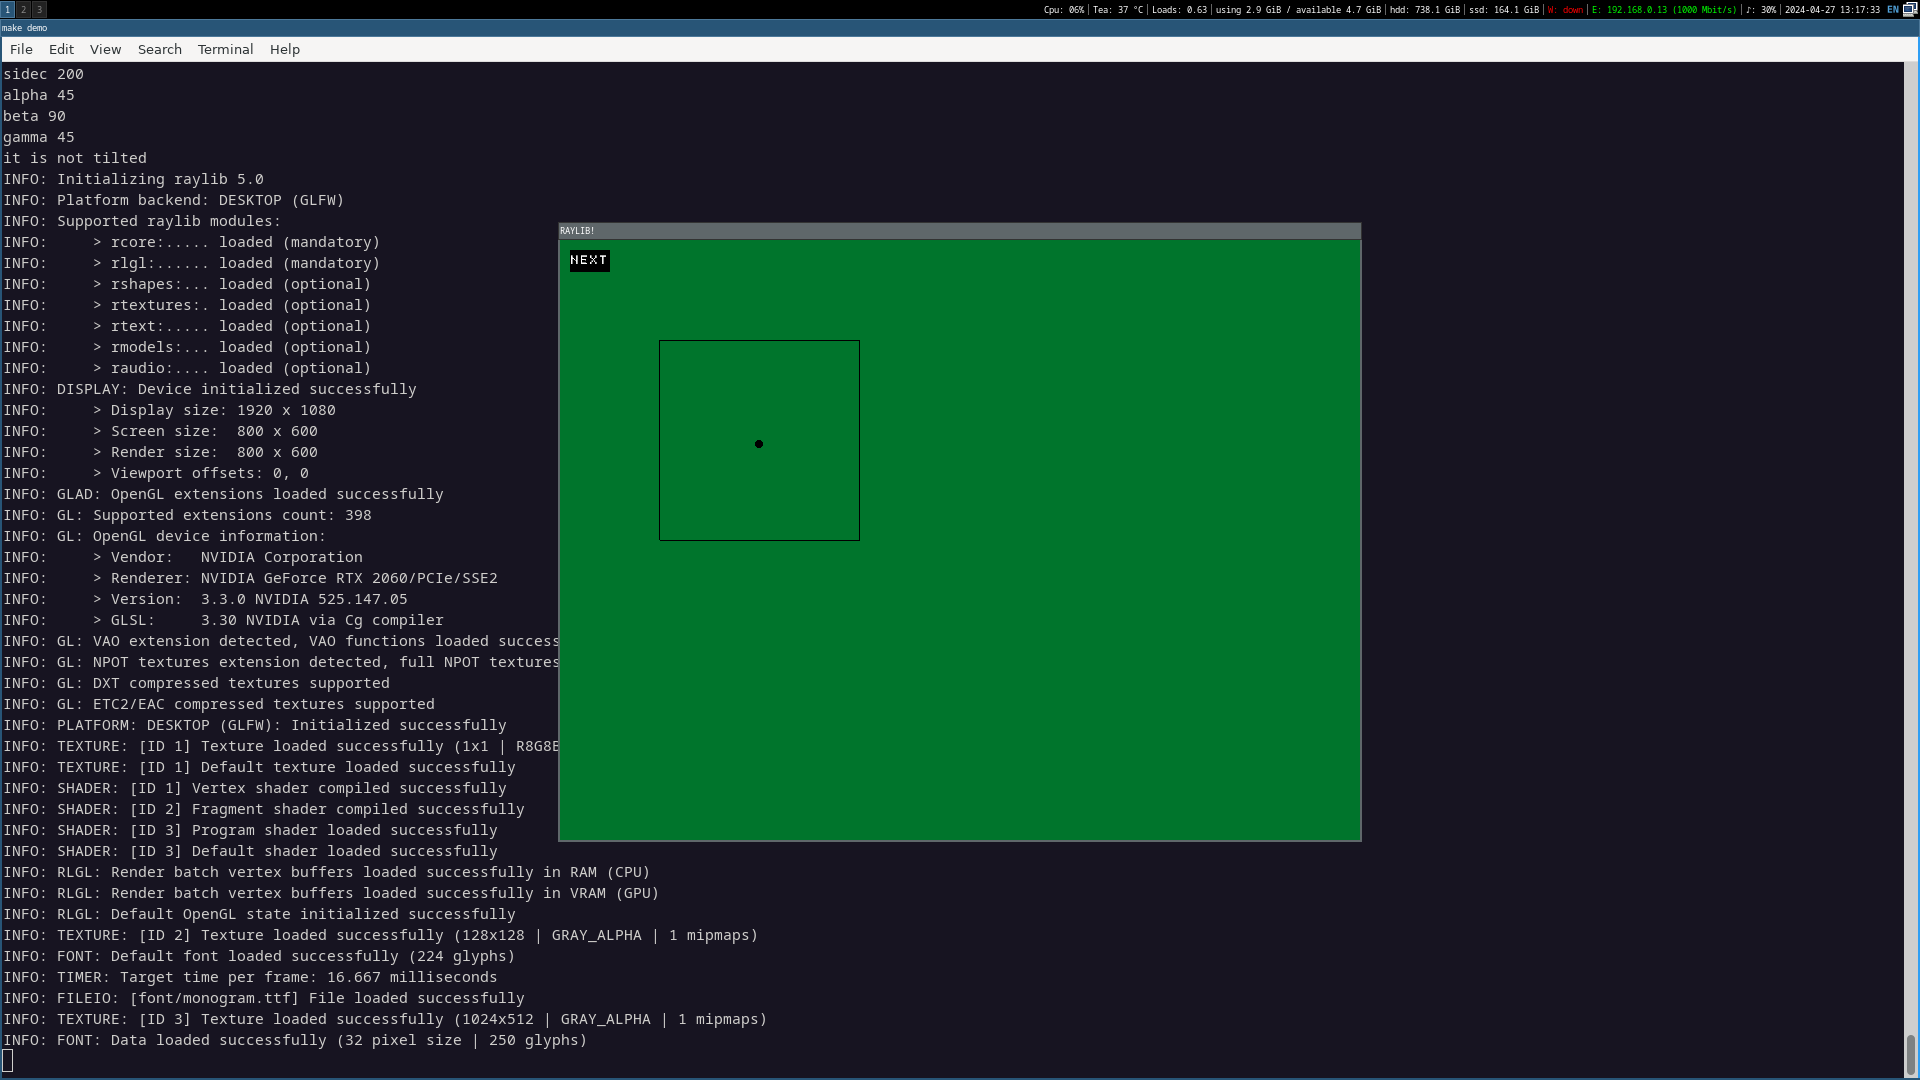 1 2 3
Cpu: 06% | Tea: 37 °C | Loads: 0.63 | using 2.9 GiB / available 4.7 GiB | hdd: 738.1 GiB | ssd: 164.1 GiB | W: down | E: 192.168.0.13 (1000 Mbit/s) | ♪: 30% | 2024-04-27 13:17:33 EN
make demo
File Edit View Search Terminal Help
sidec 200
alpha 45
beta 90
gamma 45
it is not tilted
INFO: Initializing raylib 5.0
INFO: Platform backend: DESKTOP (GLFW)
INFO: Supported raylib modules:
INFO:     > rcore:..... loaded (mandatory)
INFO:     > rlgl:...... loaded (mandatory)
INFO:     > rshapes:... loaded (optional)
INFO:     > rtextures:. loaded (optional)
INFO:     > rtext:..... loaded (optional)
INFO:     > rmodels:... loaded (optional)
INFO:     > raudio:.... loaded (optional)
INFO: DISPLAY: Device initialized successfully
INFO:     > Display size: 1920 x 1080
INFO:     > Screen size:  800 x 600
INFO:     > Render size:  800 x 600
INFO:     > Viewport offsets: 0, 0
INFO: GLAD: OpenGL extensions loaded successfully
INFO: GL: Supported extensions count: 398
INFO: GL: OpenGL device information:
INFO:     > Vendor:   NVIDIA Corporation
INFO:     > Renderer: NVIDIA GeForce RTX 2060/PCIe/SSE2
INFO:     > Version:  3.3.0 NVIDIA 525.147.05
INFO:     > GLSL:     3.30 NVIDIA via Cg compiler
INFO: GL: VAO extension detected, VAO functions loaded success
INFO: GL: NPOT textures extension detected, full NPOT textures
INFO: GL: DXT compressed textures supported
INFO: GL: ETC2/EAC compressed textures supported
INFO: PLATFORM: DESKTOP (GLFW): Initialized successfully
INFO: TEXTURE: [ID 1] Texture loaded successfully (1x1 | R8G8B
INFO: TEXTURE: [ID 1] Default texture loaded successfully
INFO: SHADER: [ID 1] Vertex shader compiled successfully
INFO: SHADER: [ID 2] Fragment shader compiled successfully
INFO: SHADER: [ID 3] Program shader loaded successfully
INFO: SHADER: [ID 3] Default shader loaded successfully
INFO: RLGL: Render batch vertex buffers loaded successfully in RAM (CPU)
INFO: RLGL: Render batch vertex buffers loaded successfully in VRAM (GPU)
INFO: RLGL: Default OpenGL state initialized successfully
INFO: TEXTURE: [ID 2] Texture loaded successfully (128x128 | GRAY_ALPHA | 1 mipmaps)
INFO: FONT: Default font loaded successfully (224 glyphs)
INFO: TIMER: Target time per frame: 16.667 milliseconds
INFO: FILEIO: [font/monogram.ttf] File loaded successfully
INFO: TEXTURE: [ID 3] Texture loaded successfully (1024x512 | GRAY_ALPHA | 1 mipmaps)
INFO: FONT: Data loaded successfully (32 pixel size | 250 glyphs)
RAYLIB!
NEXT